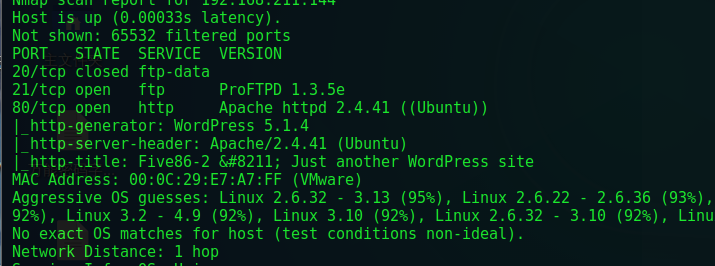 Nmap scan report for 192.168.211.144
Host is up (0.00033s latency).
Not shown: 65532 filtered ports
PORT   STATE  SERVICE  VERSION
20/tcp closed ftp-data
21/tcp open   ftp      ProFTPD 1.3.5e
80/tcp open   http     Apache httpd 2.4.41 ((Ubuntu))
|_http-generator: WordPress 5.1.4
|_http-server-header: Apache/2.4.41 (Ubuntu)
|_http-title: Five86-2 &#8211; Just another WordPress site
MAC Address: 00:0C:29:E7:A7:FF (VMware)
Aggressive OS guesses: Linux 2.6.32 - 3.13 (95%), Linux 2.6.22 - 2.6.36 (93%),
92%), Linux 3.2 - 4.9 (92%), Linux 3.10 (92%), Linux 2.6.32 - 3.10 (92%), Linu
No exact OS matches for host (test conditions non-ideal).
Network Distance: 1 hop